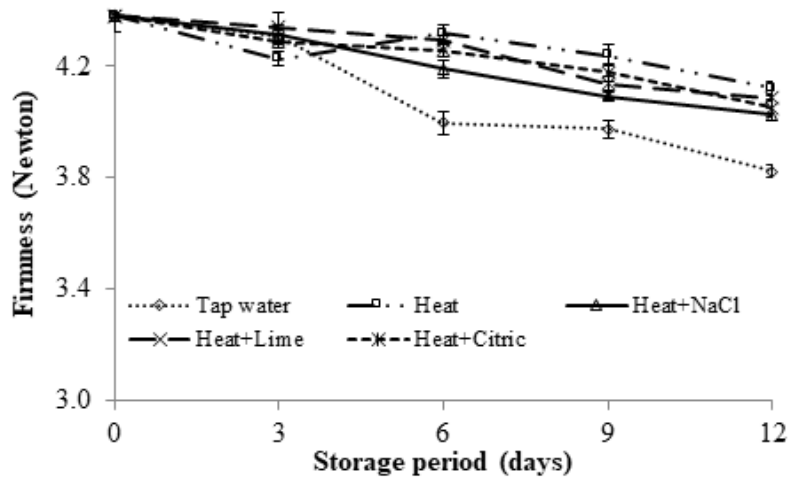 Firmness (Newton)
4.2
3.8
3.4
3.0
Tap water
Heat
Heat+NaCl
Heat+Lime
Heat+Citric
0 3 6 9 12
Storage period (days)